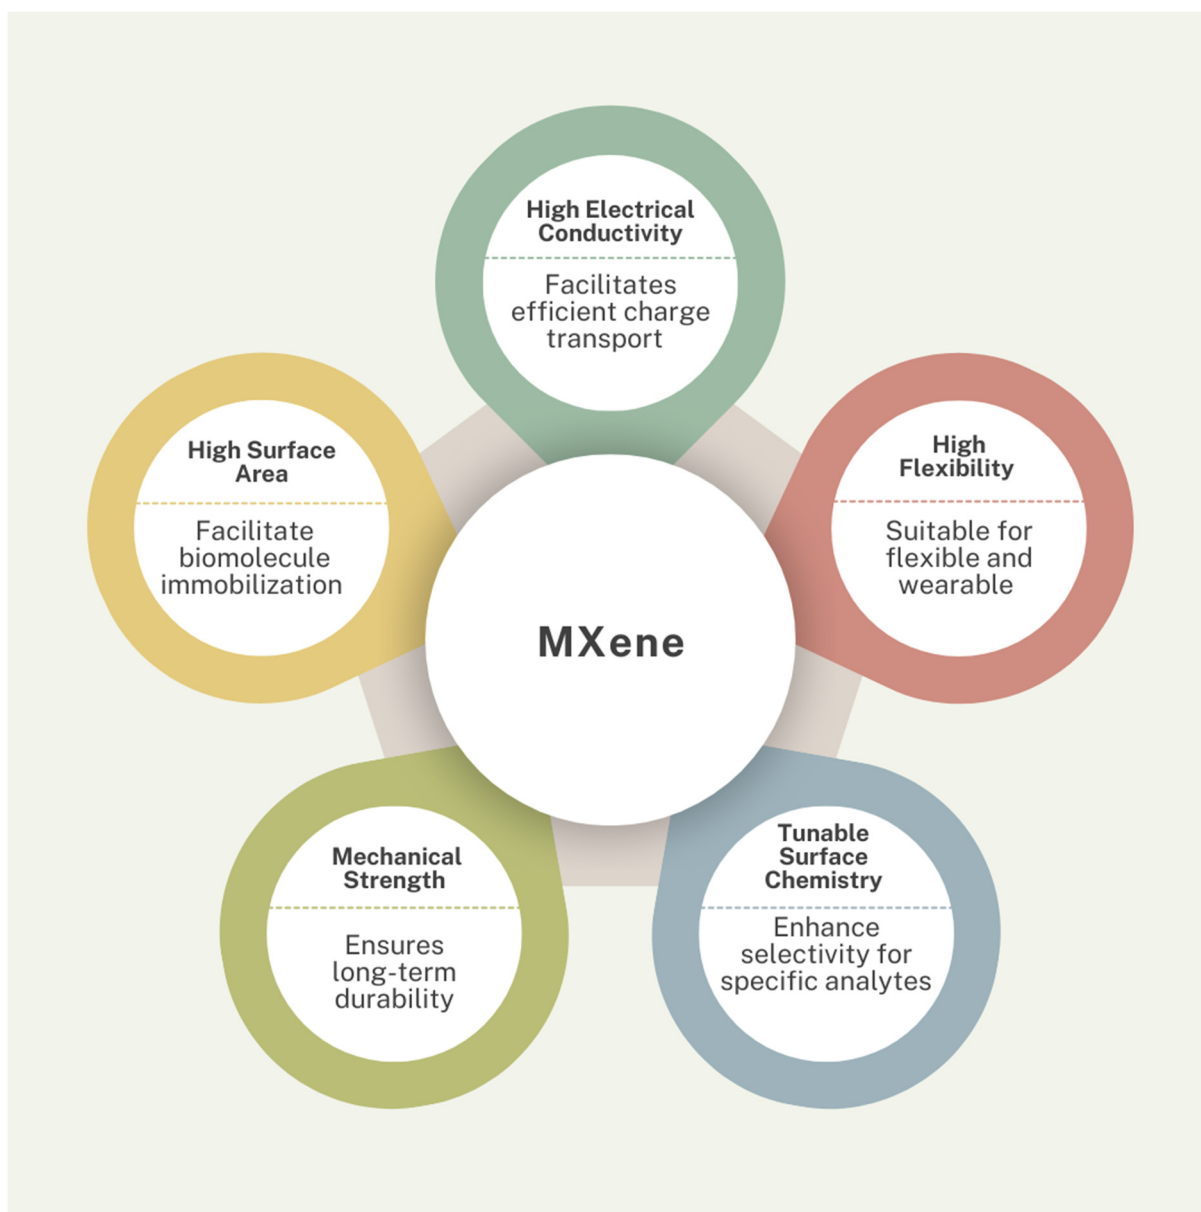 High Electrical
Conductivity
Facilitates
efficient charge
transport
High Surface
Area
Facilitate
biomolecule
immobilization
High
Flexibility
Suitable for
flexible and
wearable
MXene
Mechanical
Strength
Ensures
long-term
durability
Tunable
Surface
Chemistry
Enhance
selectivity for
specific analytes